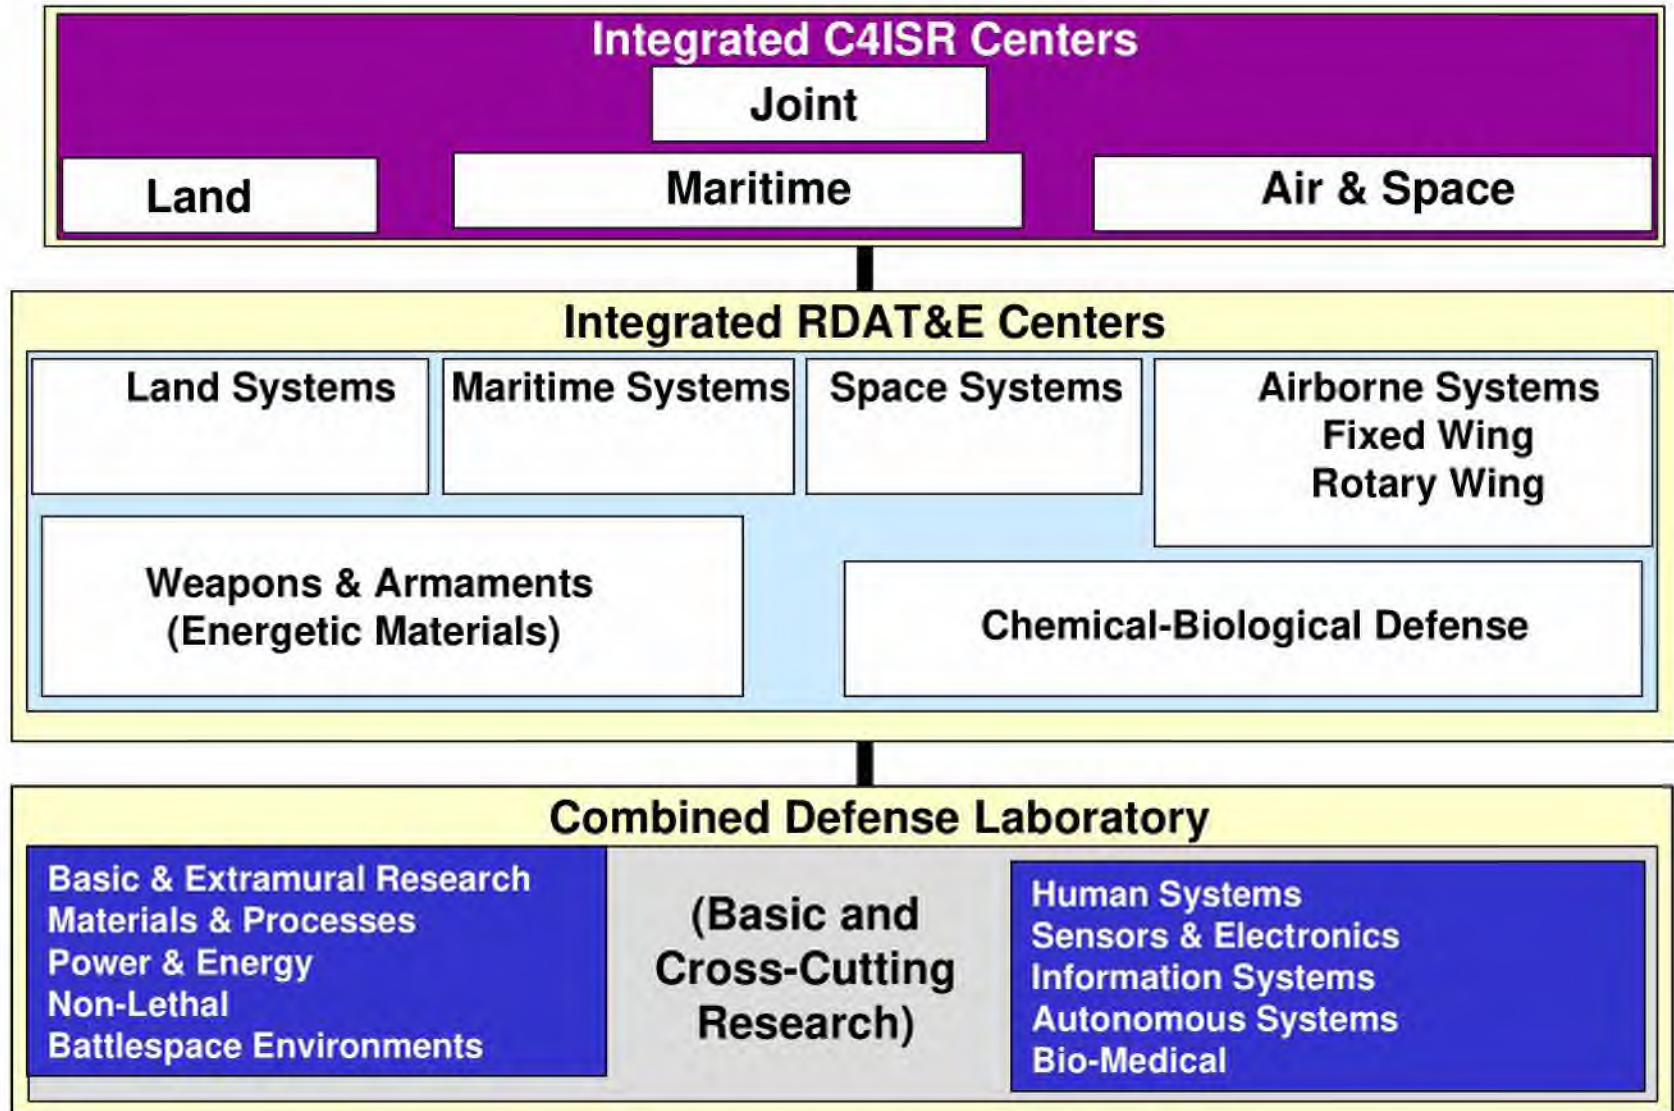 Integrated C4ISR Centers
Joint
Land
Maritime
Air & Space
Integrated RDAT&E Centers
Land Systems
Maritime Systems
Space Systems
Airborne Systems
Fixed Wing
Rotary Wing
Weapons & Armaments
(Energetic Materials)
Chemical-Biological Defense
Combined Defense Laboratory
Basic & Extramural Research
Materials & Processes
Power & Energy
Non-Lethal
Battlespace Environments
(Basic and
Cross-Cutting
Research)
Human Systems
Sensors & Electronics
Information Systems
Autonomous Systems
Bio-Medical